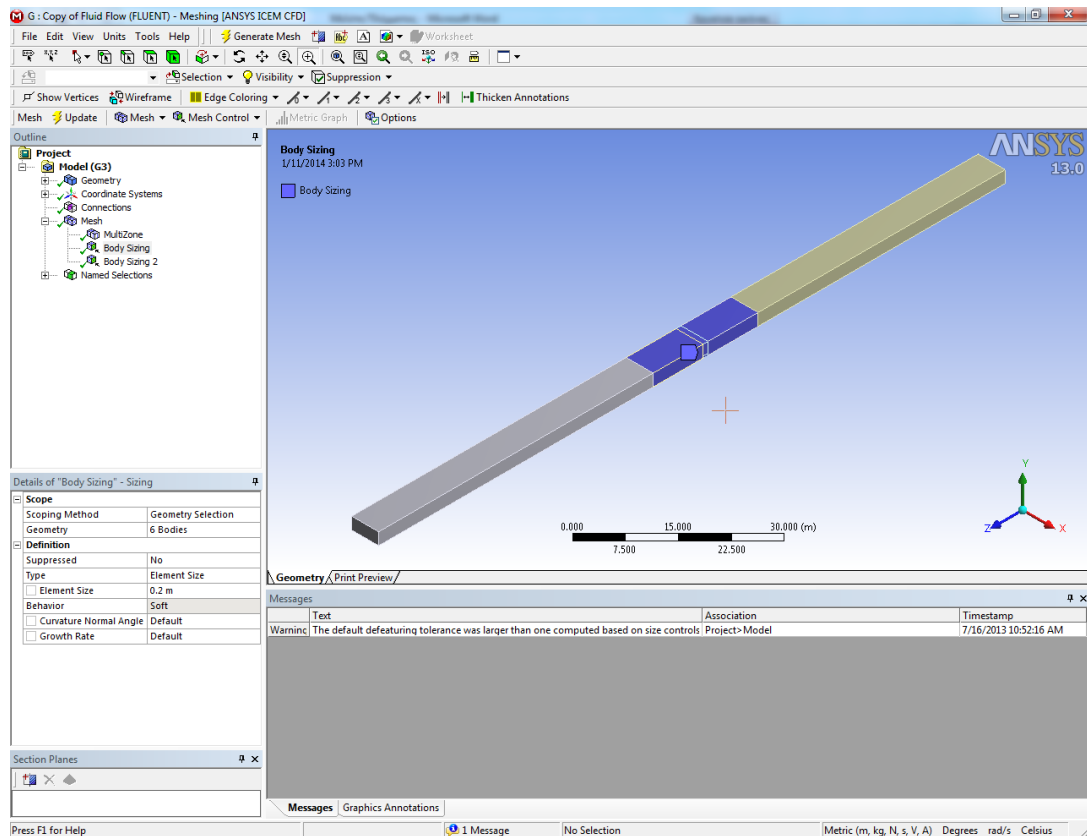 G : Copy of Fluid Flow (FLUENT) - Meshing [ANSYS ICEM CFD]
File Edit View Units Tools Help Generate Mesh A Worksheet
Selection Visibility Suppression
Show Vertices Wireframe Edge Coloring Thicken Annotations
Mesh Update Mesh Mesh Control Metric Graph Options
Outline
Project
Model (G3)
Geometry
Coordinate Systems
Connections
Mesh
MultiZone
Body Sizing
Body Sizing 2
Named Selections
Body Sizing
1/11/2014 3:03 PM
Body Sizing
ANSYS
13.0
Y
Z X
0.000 15.000 30.000 (m)
7.500 22.500
Details of "Body Sizing" - Sizing
Scope
Scoping Method Geometry Selection
Geometry 6 Bodies
Definition
Suppressed No
Type Element Size
Element Size 0.2 m
Behavior Soft
Curvature Normal Angle Default
Growth Rate Default
Geometry Print Preview
Messages
Text Association Timestamp
Warninc The default defeaturing tolerance was larger than one computed based on size controls Project>Model 7/16/2013 10:52:16 AM
Section Planes
Messages Graphics Annotations
Press F1 for Help 1 Message No Selection Metric (m, kg, N, s, V, A) Degrees rad/s Celsius